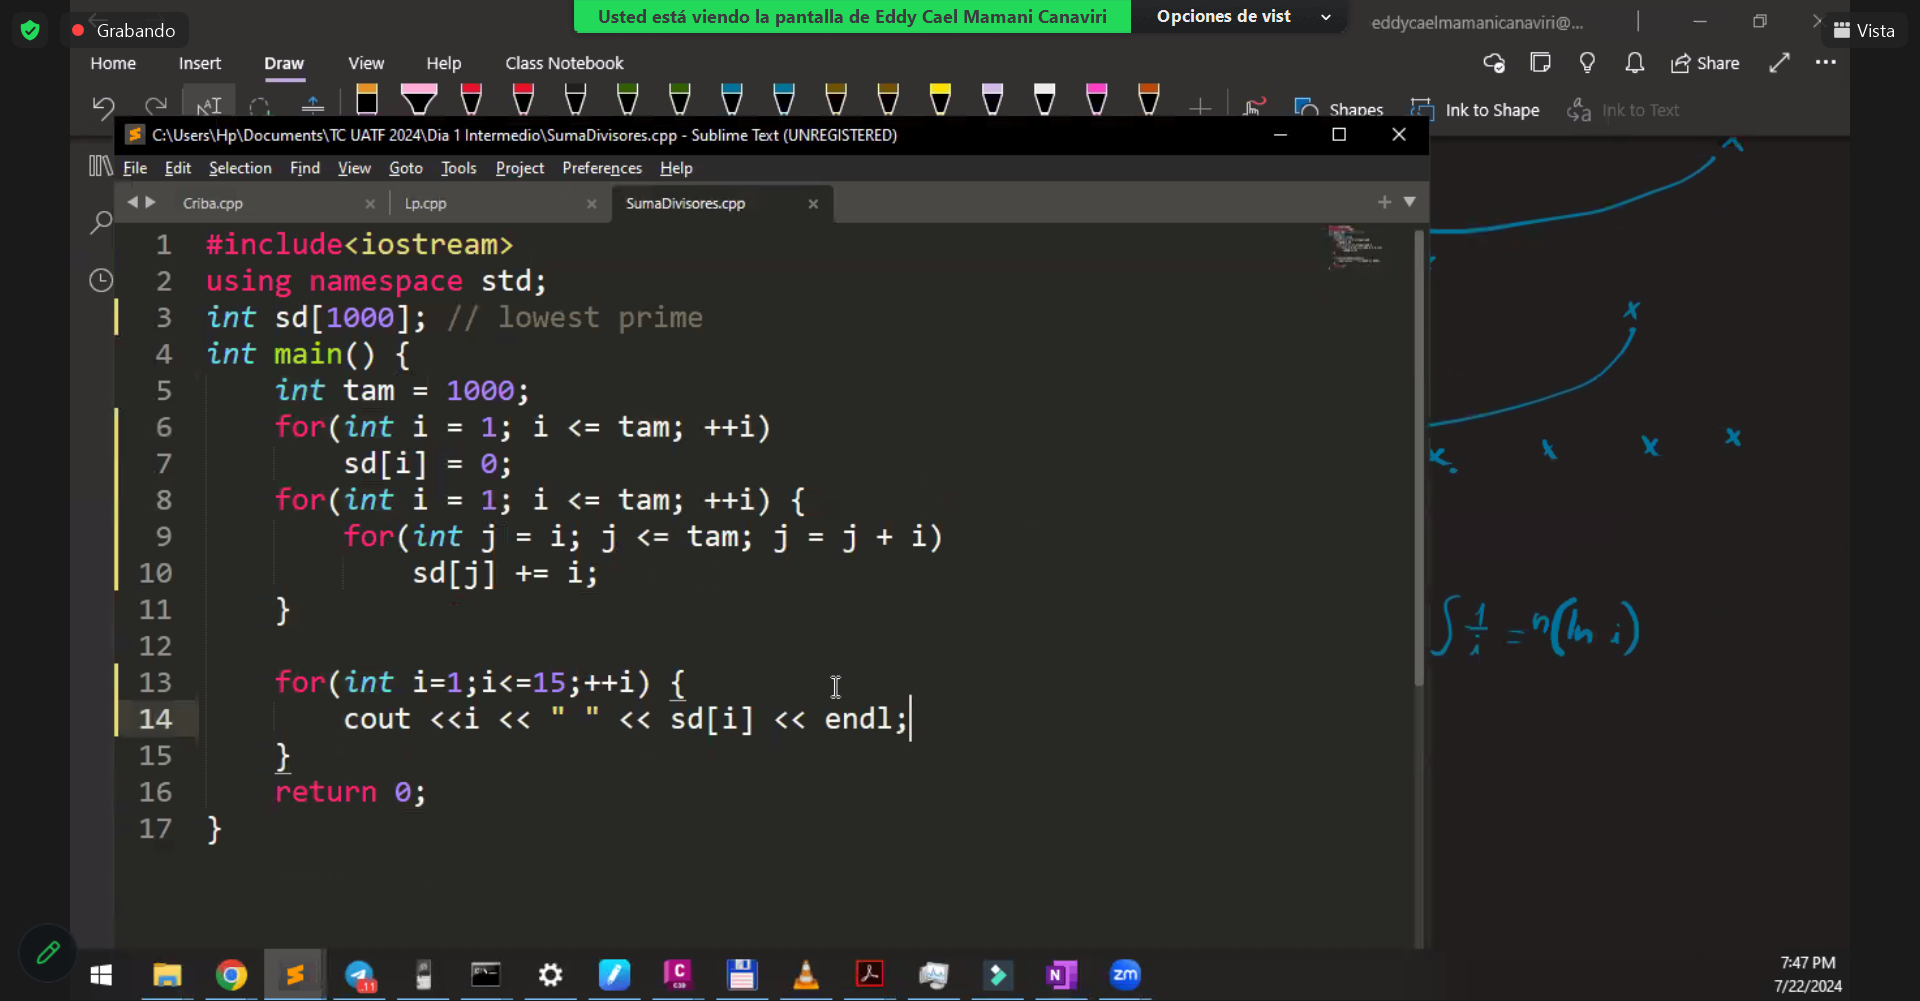 Grabando
Usted está viendo la pantalla de Eddy Cael Mamani Canaviri
Opciones de vist
eddycaelmamanicanaviri@...
Vista
Home Insert Draw View Help Class Notebook
Share
Shapes Ink to Shape Ink to Text
C:\Users\Hp\Documents\TC UATF 2024\Dia 1 Intermedio\SumaDivisores.cpp - Sublime Text (UNREGISTERED)
File Edit Selection Find View Goto Tools Project Preferences Help
Criba.cpp Lp.cpp SumaDivisores.cpp
1 #include<iostream>
2 using namespace std;
3 int sd[1000]; // lowest prime
4 int main() {
5 int tam = 1000;
6 for(int i = 1; i <= tam; ++i)
7 sd[i] = 0;
8 for(int i = 1; i <= tam; ++i) {
9 for(int j = i; j <= tam; j = j + i)
10 sd[j] += i;
11 }
12
13 for(int i=1;i<=15;++i) {
14 cout <<i << " " << sd[i] << endl;
15 }
16 return 0;
17 }
x
x. x x x
∫ 1/i = n(ln i)
11
zm
7:47 PM
7/22/2024